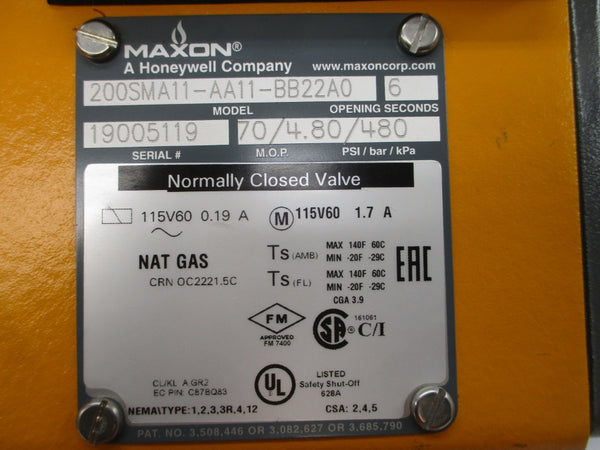 MAXON®
A Honeywell Company www.maxoncorp.com
200SMA11-AA11-BB22A0 6
MODEL OPENING SECONDS
19005119 70/4.80/480
SERIAL # M.O.P. PSI / bar / kPa
Normally Closed Valve
115V60 0.19 A M 115V60 1.7 A
NAT GAS
CRN OC2221.5C
Ts (AMB) MAX 140F 60C
MIN -20F -29C
Ts (FL) MAX 140F 60C
MIN -20F -29C
CGA 3.9
EAC
FM
APPROVED
FM 7400
161061
SA C/I
CL/KL A GR2
EC PIN: C87BQ83
UL
LISTED
Safety Shut-Off
628A
NEMA\TYPE: 1,2,3,3R,4,12 CSA: 2,4,5
PAT. NO. 3,508,446 OR 3,082,627 OR 3,685,790